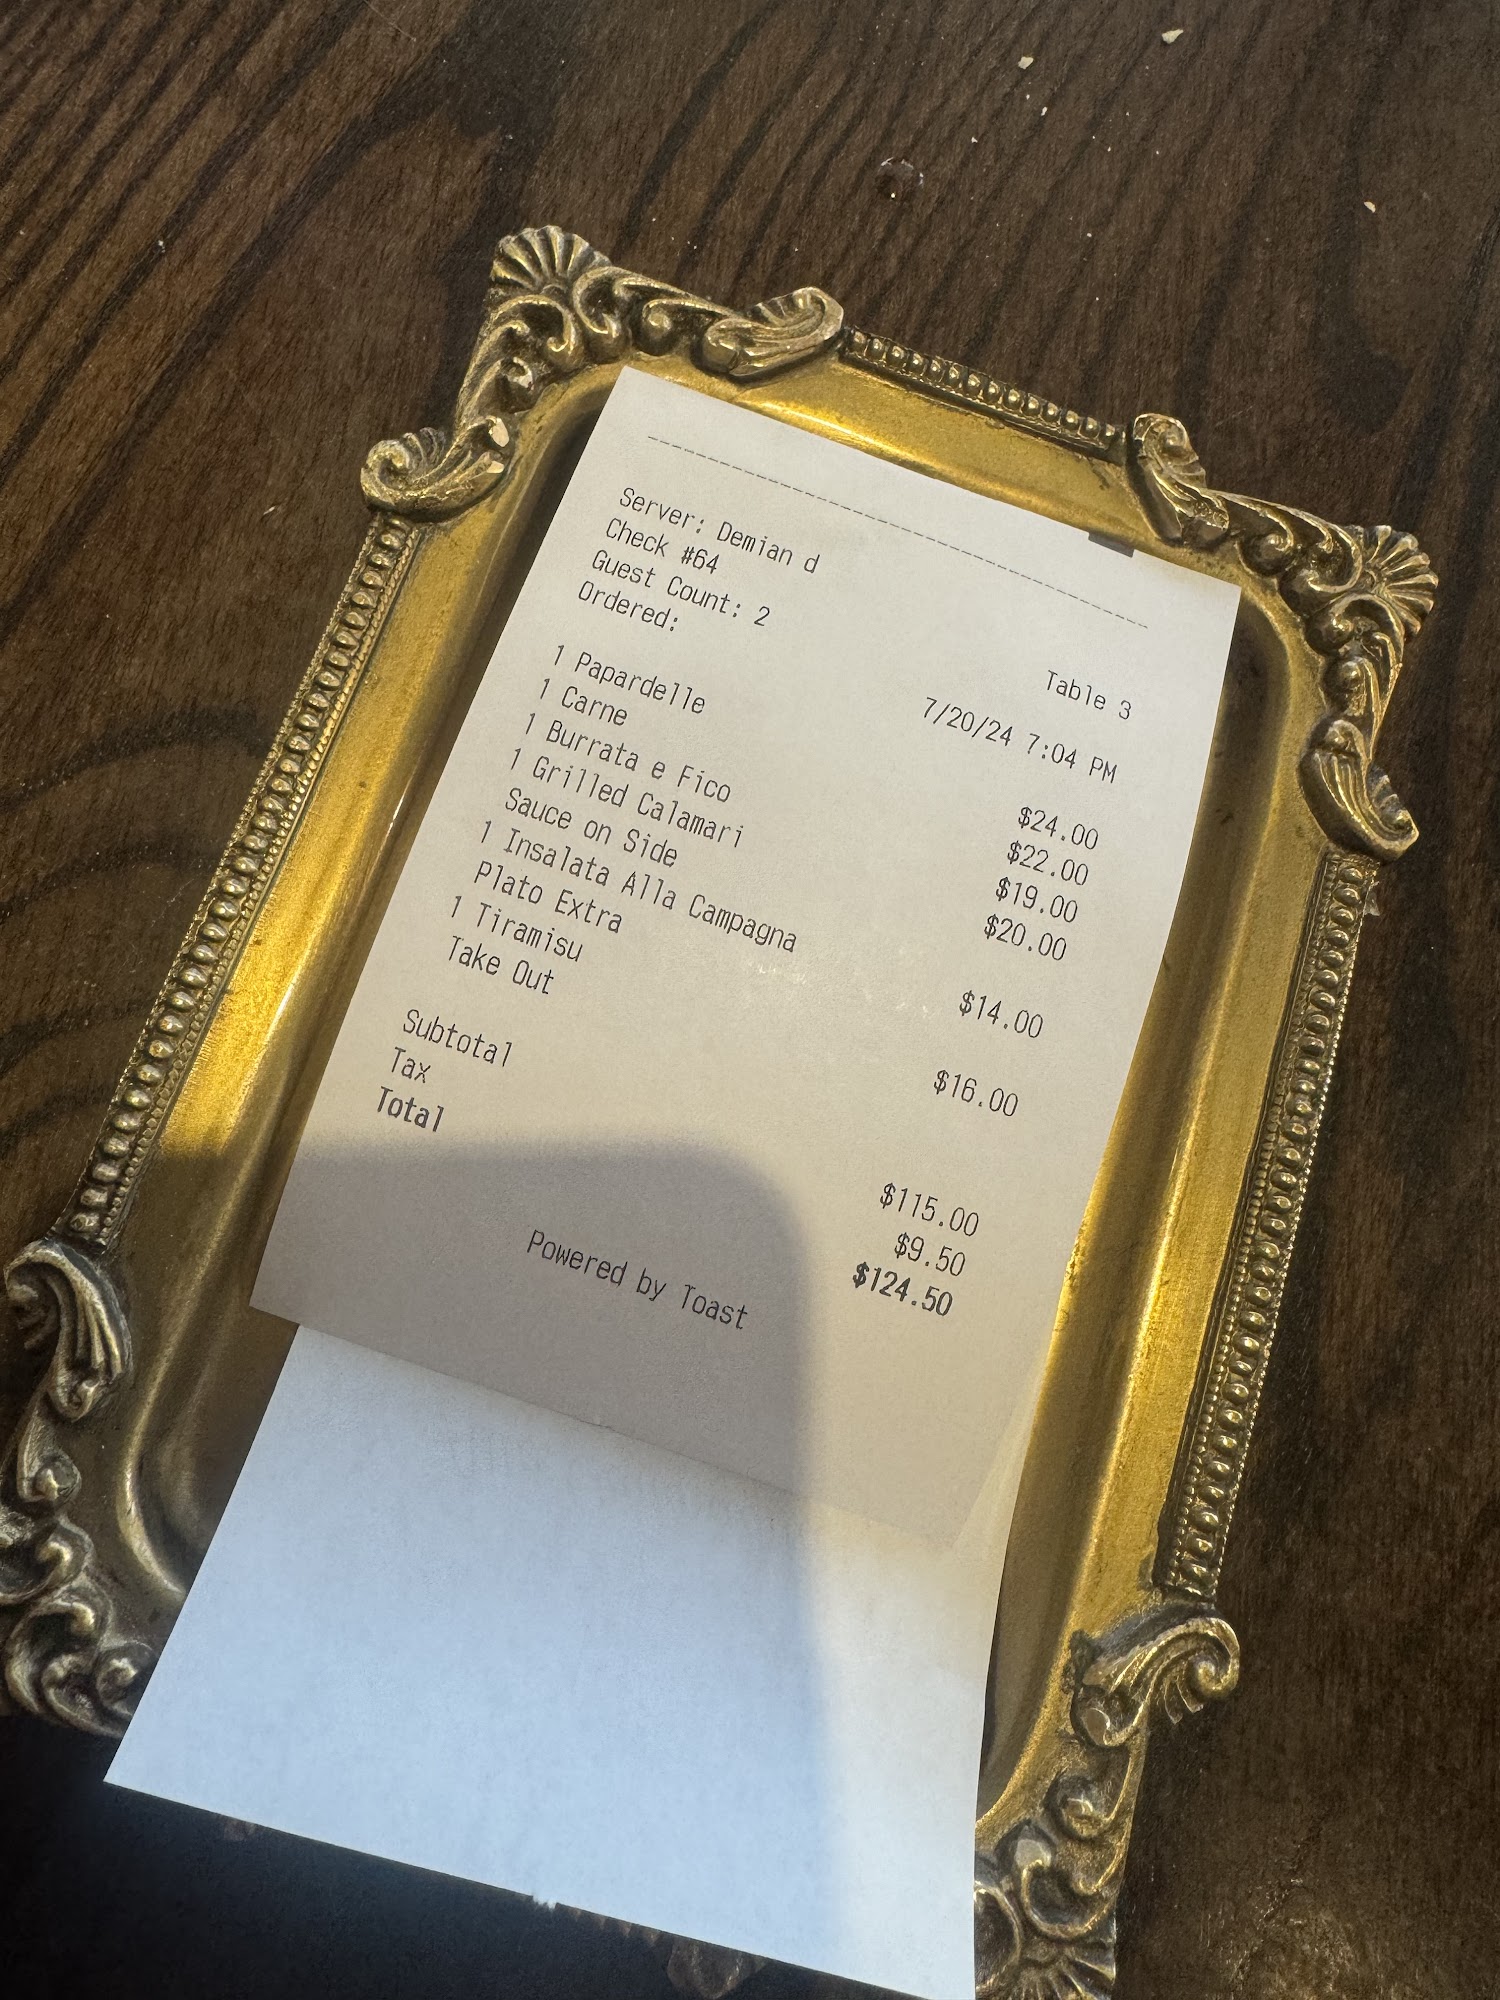 Server: Demian d
Check #64 Table 3
Guest Count: 2 7/20/24 7:04 PM
Ordered:
1 Papardelle $24.00
1 Carne $22.00
1 Burrata e Fico $19.00
1 Grilled Calamari $20.00
Sauce on Side
1 Insalata Alla Campagna $14.00
Plato Extra
1 Tiramisu $16.00
Take Out
Subtotal $115.00
Tax $9.50
Total $124.50
Powered by Toast